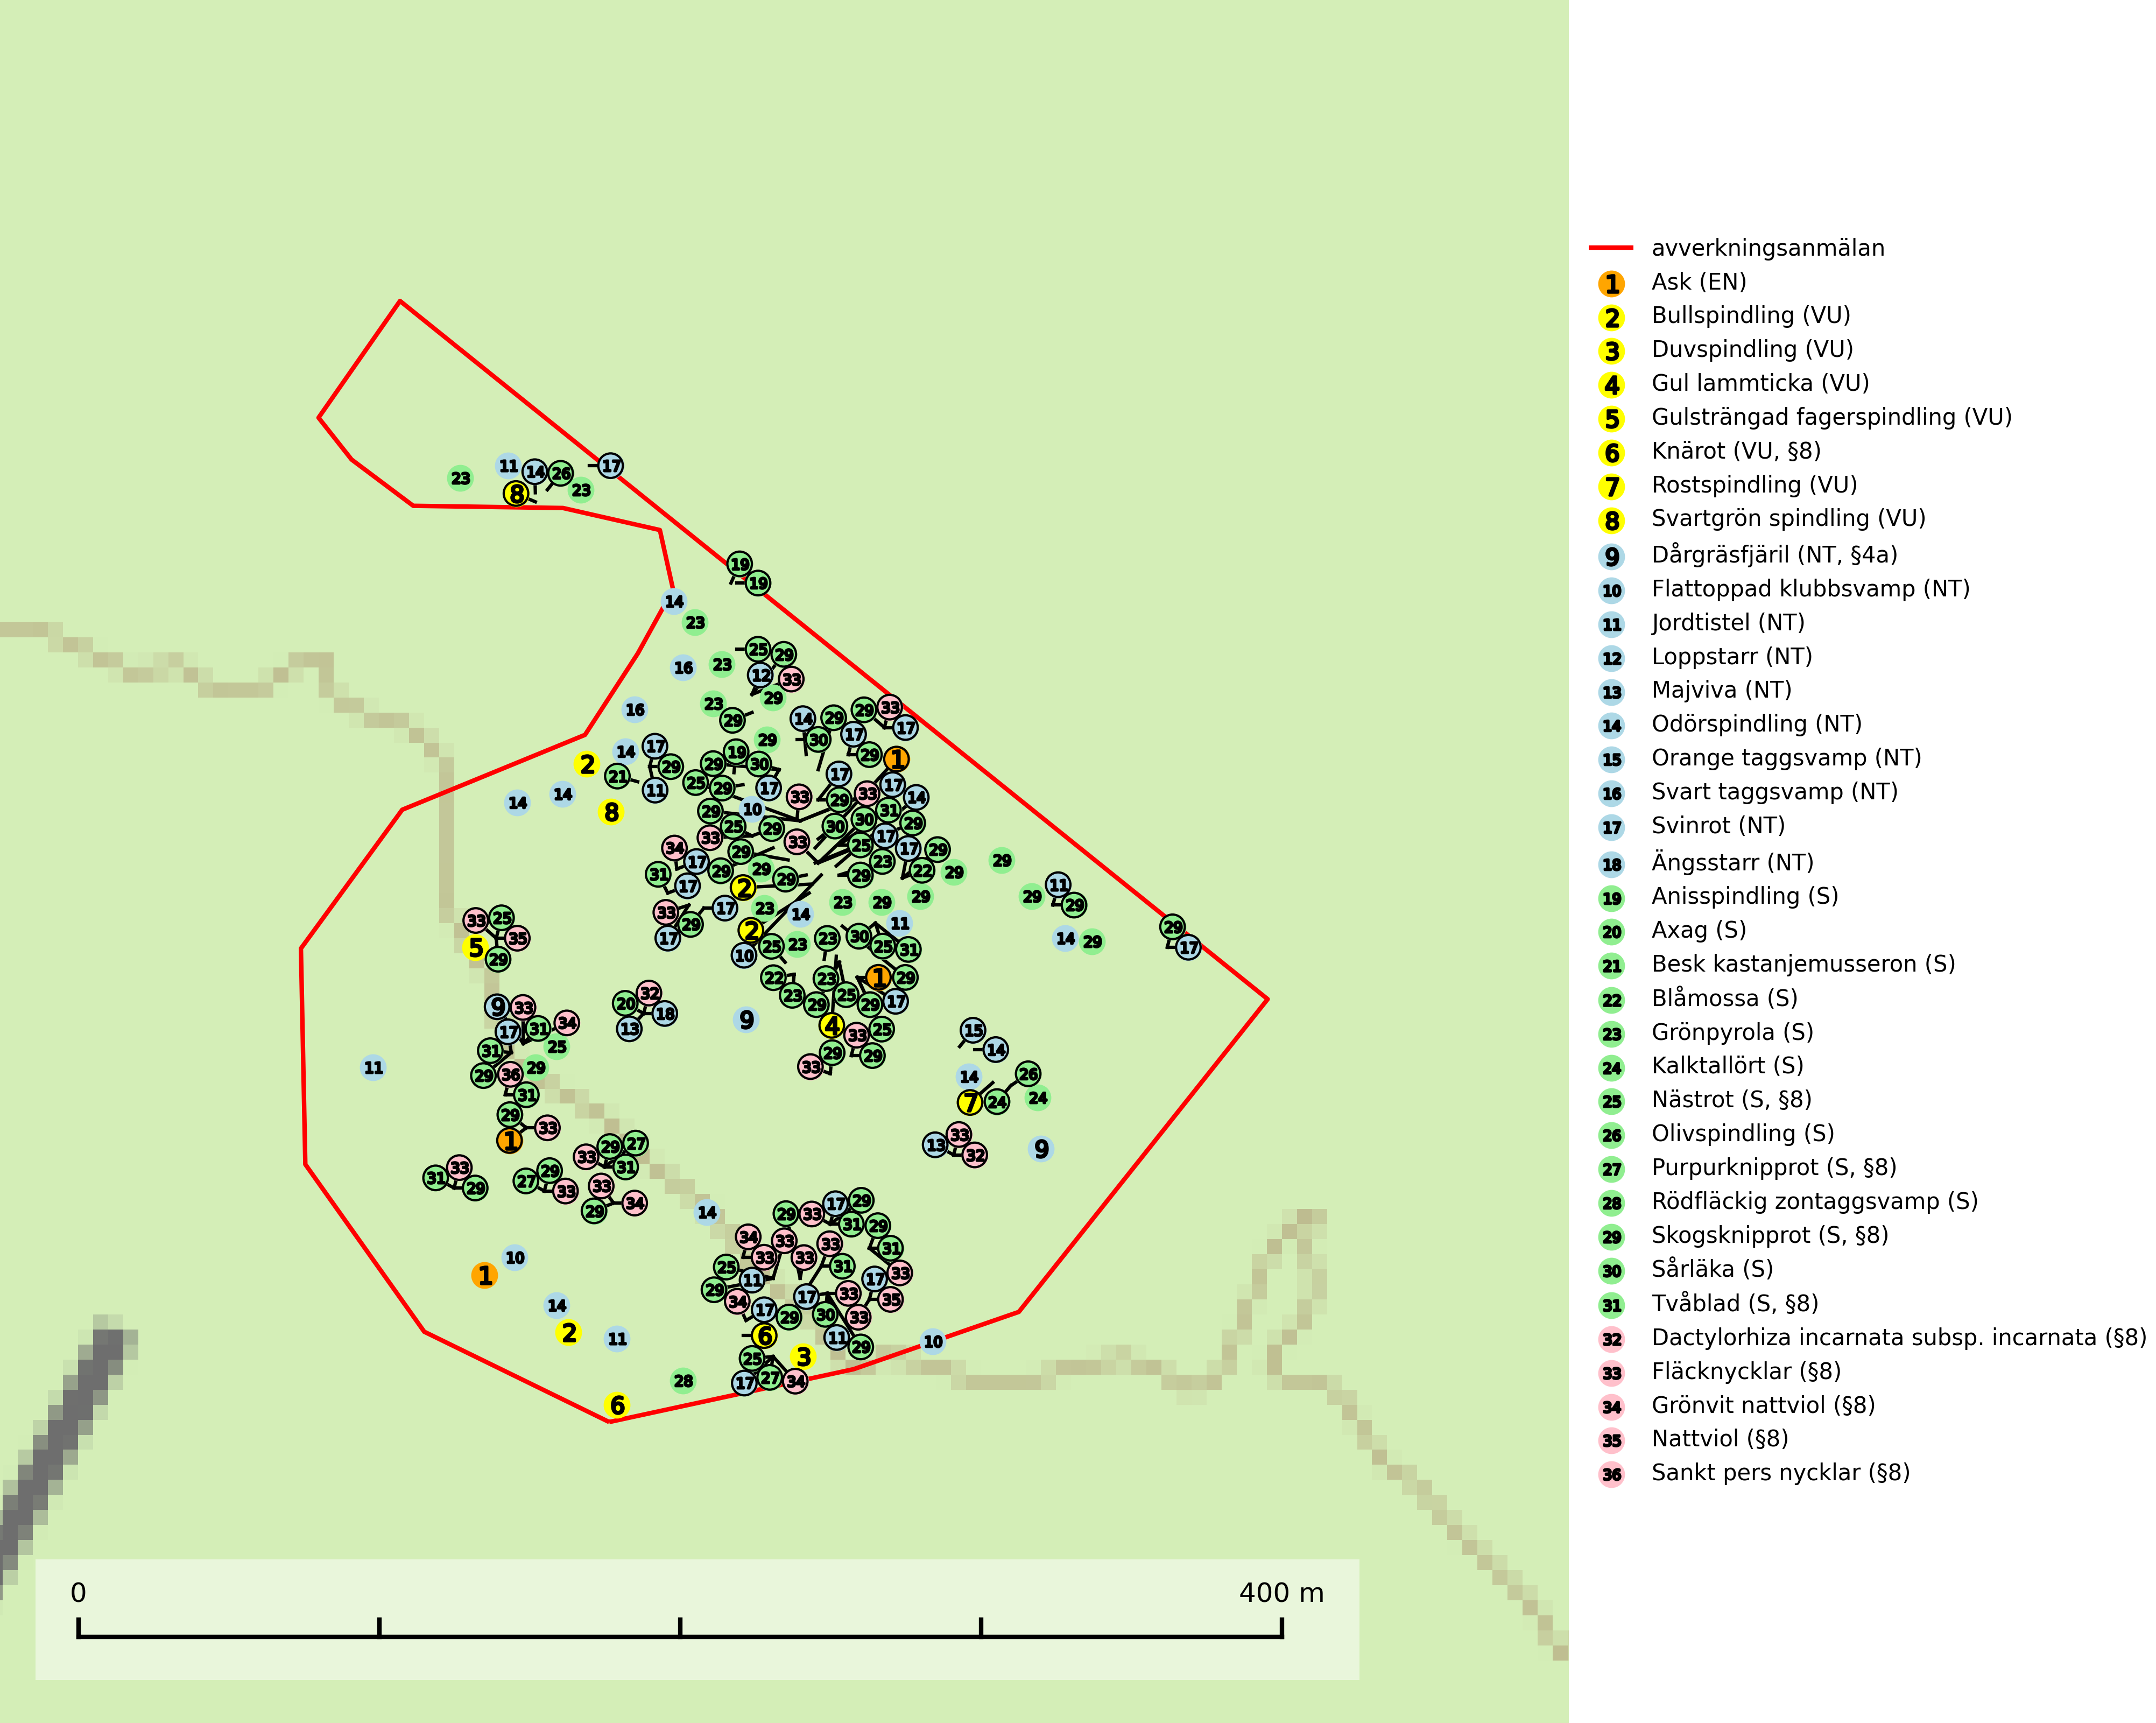 avverkningsanmälan
1 Ask (EN)
2 Bullspindling (VU)
3 Duvspindling (VU)
4 Gul lammticka (VU)
5 Gulsträngad fagerspindling (VU)
6 Knärot (VU, §8)
7 Rostspindling (VU)
8 Svartgrön spindling (VU)
9 Dårgräsfjäril (NT, §4a)
10 Flattoppad klubbsvamp (NT)
11 Jordtistel (NT)
12 Loppstarr (NT)
13 Majviva (NT)
14 Odörspindling (NT)
15 Orange taggsvamp (NT)
16 Svart taggsvamp (NT)
17 Svinrot (NT)
18 Ängsstarr (NT)
19 Anisspindling (S)
20 Axag (S)
21 Besk kastanjemusseron (S)
22 Blåmossa (S)
23 Grönpyrola (S)
24 Kalktallört (S)
25 Nästrot (S, §8)
26 Olivspindling (S)
27 Purpurknipprot (S, §8)
28 Rödfläckig zontaggsvamp (S)
29 Skogsknipprot (S, §8)
30 Sårläka (S)
31 Tvåblad (S, §8)
32 Dactylorhiza incarnata subsp. incarnata (§8)
33 Fläcknycklar (§8)
34 Grönvit nattviol (§8)
35 Nattviol (§8)
36 Sankt pers nycklar (§8)
0 400 m